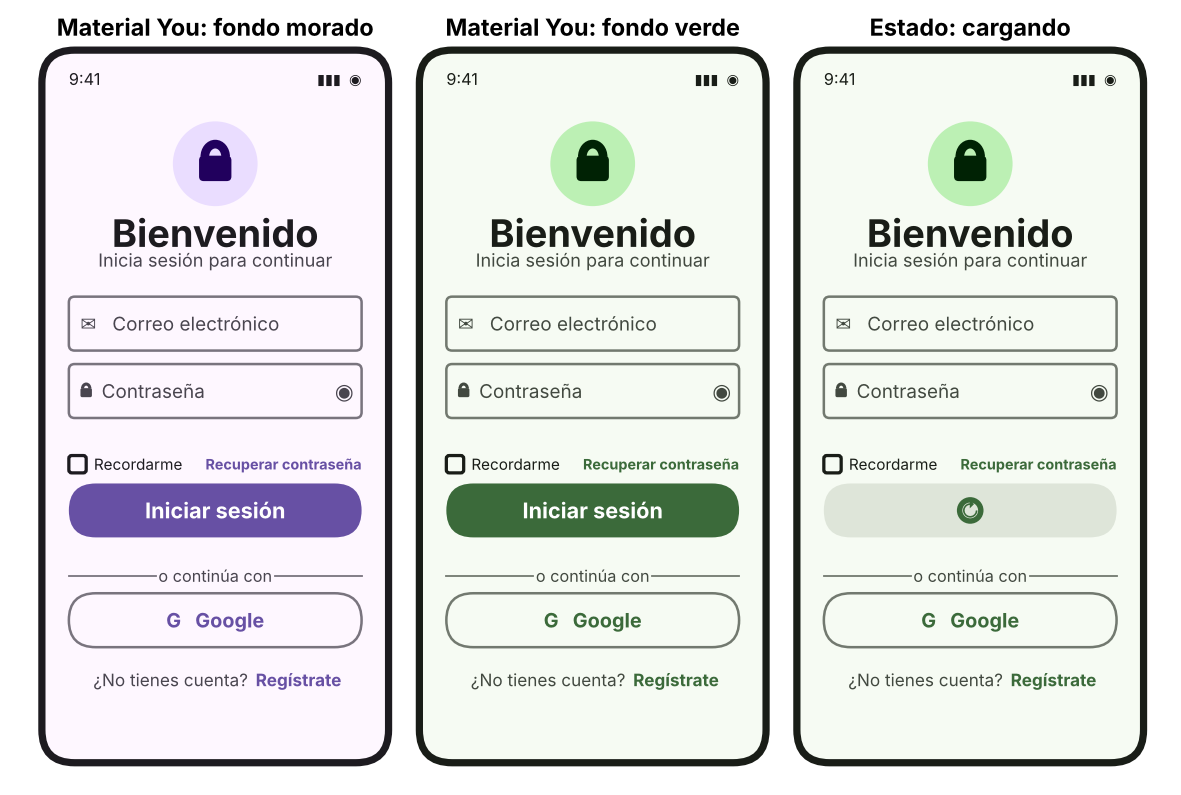 Material You: fondo morado
9:41
Bienvenido
Inicia sesión para continuar
Correo electrónico
Contraseña
Recordarme Recuperar contraseña
Iniciar sesión
o continúa con
G Google
¿No tienes cuenta? Regístrate
Material You: fondo verde
9:41
Bienvenido
Inicia sesión para continuar
Correo electrónico
Contraseña
Recordarme Recuperar contraseña
Iniciar sesión
o continúa con
G Google
¿No tienes cuenta? Regístrate
Estado: cargando
9:41
Bienvenido
Inicia sesión para continuar
Correo electrónico
Contraseña
Recordarme Recuperar contraseña
o continúa con
G Google
¿No tienes cuenta? Regístrate